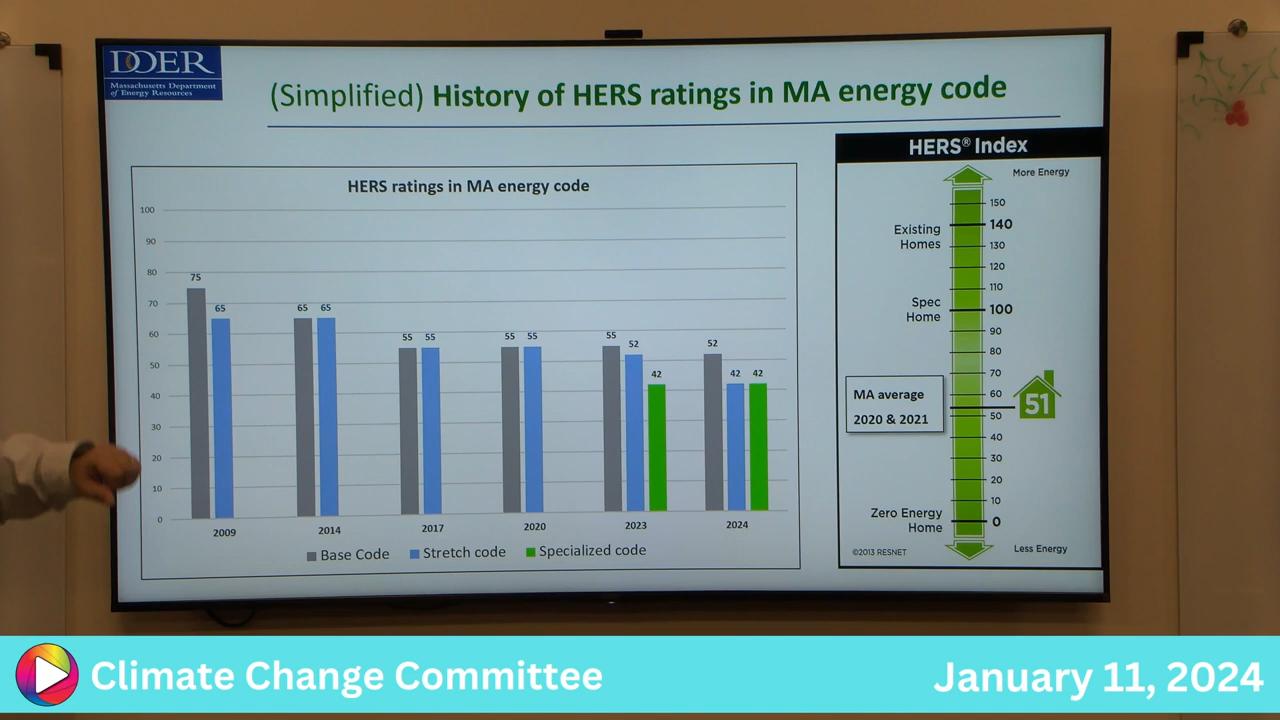 DOER
Massachusetts Department
of Energy Resources
(Simplified) History of HERS ratings in MA energy code
HERS ratings in MA energy code
100
90
80
70
60
50
40
30
20
10
0
75
65
65
65
55
55
55
55
55
52
42
52
42
42
2009
2014
2017
2020
2023
2024
Base Code
Stretch code
Specialized code
HERS® Index
More Energy
150
140
130
120
110
100
90
80
70
60
50
40
30
20
10
0
Existing
Homes
Spec
Home
MA average
2020 & 2021
51
Zero Energy
Home
©2013 RESNET
Less Energy
Climate Change Committee
January 11, 2024